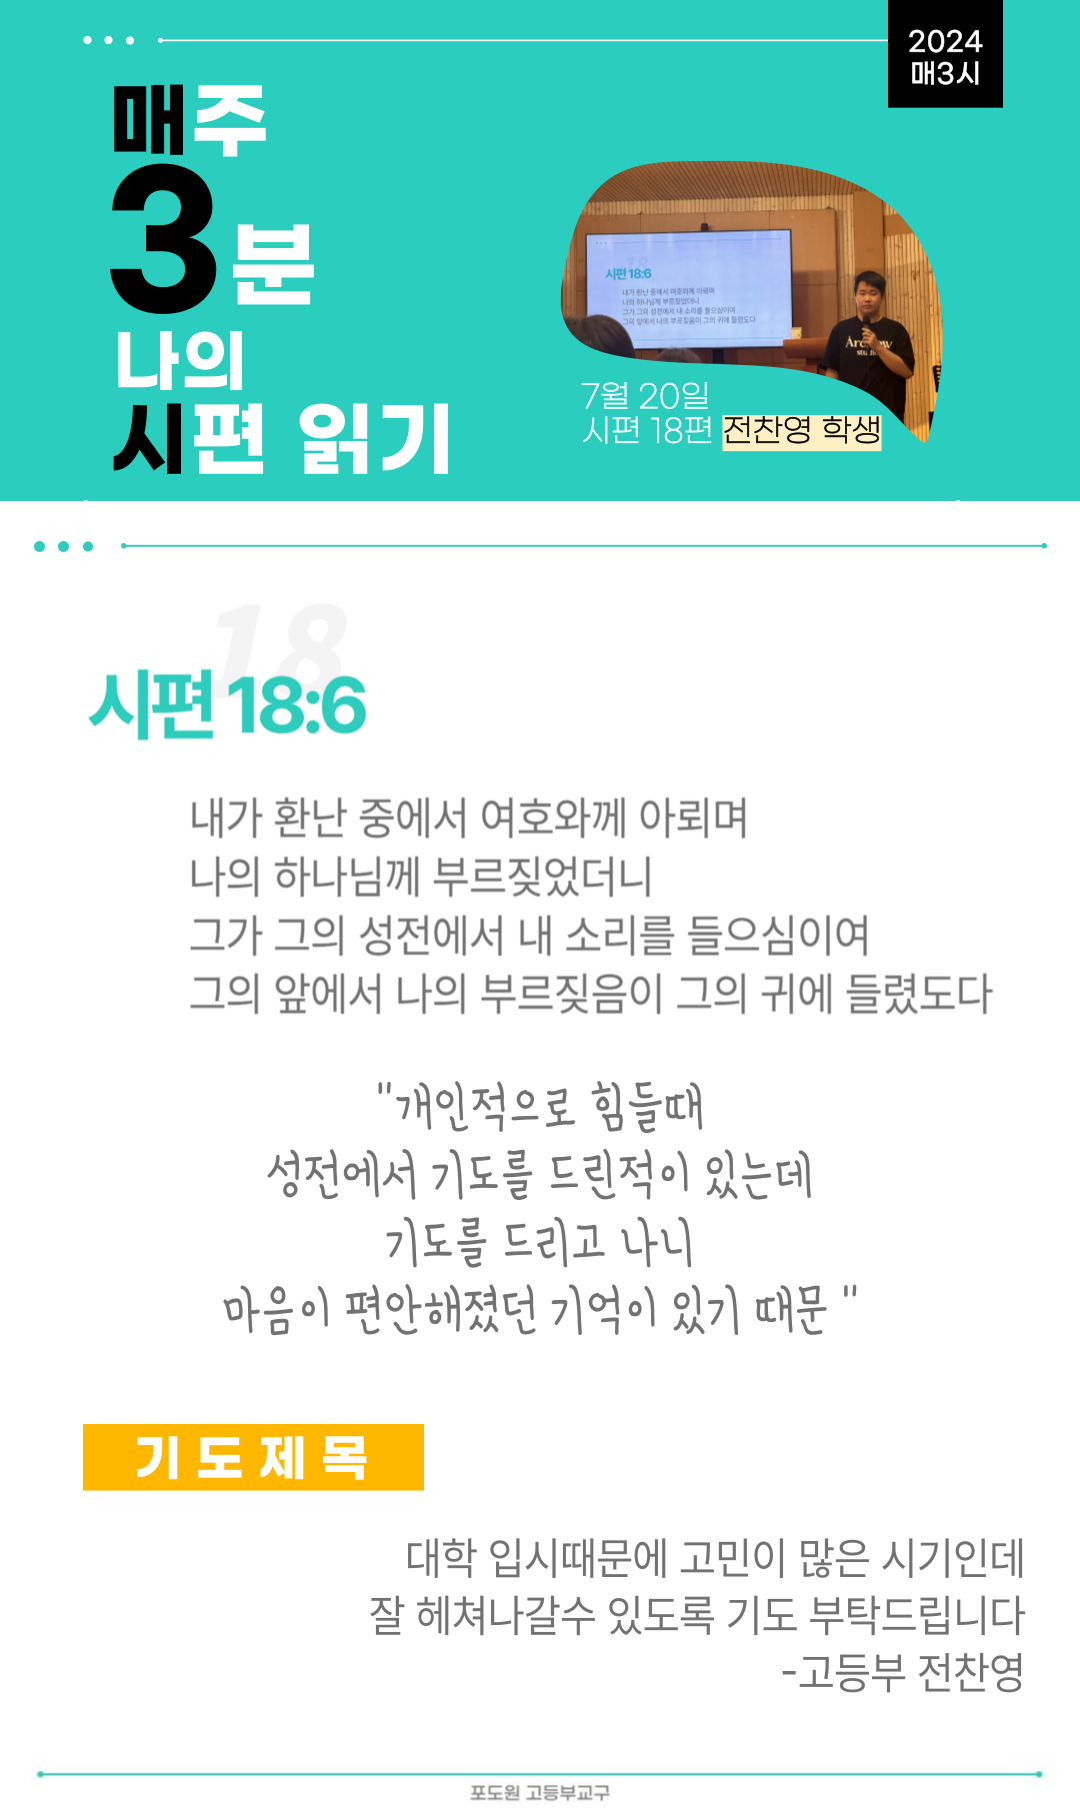 2024
매3시
매주
3분
나의
시편 읽기
시편 18:6
내가 환난 중에서 여호와께 아뢰며
나의 하나님께 부르짖었더니
그가 그의 성전에서 내 소리를 들으심이여
그의 앞에서 나의 부르짖음이 그의 귀에 들렸도다
7월 20일
시편 18편 전찬영 학생
18
시편 18:6
내가 환난 중에서 여호와께 아뢰며
나의 하나님께 부르짖었더니
그가 그의 성전에서 내 소리를 들으심이여
그의 앞에서 나의 부르짖음이 그의 귀에 들렸도다
"개인적으로 힘들때
성전에서 기도를 드린적이 있는데
기도를 드리고 나니
마음이 편안해졌던 기억이 있기 때문 "
기도제목
대학 입시때문에 고민이 많은 시기인데
잘 헤쳐나갈수 있도록 기도 부탁드립니다
-고등부 전찬영
포도원 고등부교구